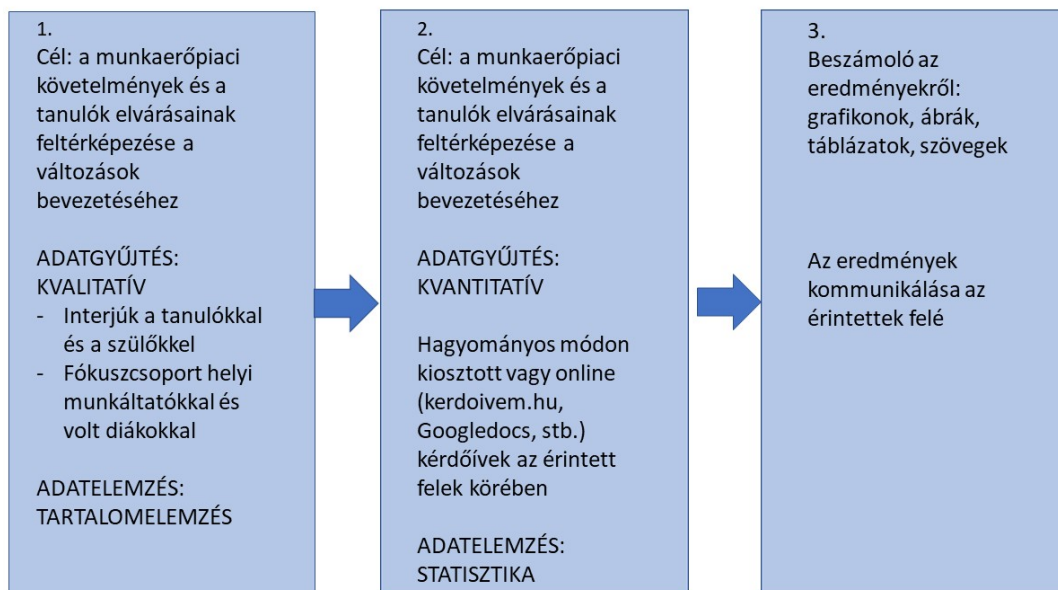 1.
Cél: a munkaerőpiaci
követelmények és a
tanulók elvárásainak
feltérképezése a
változások
bevezetéséhez
ADATGYŰJTÉS:
KVALITATÍV
- Interjúk a tanulókkal
és a szülőkkel
- Fókuszcsoport helyi
munkáltatókkal és
volt diákokkal
ADATELEMZÉS:
TARTALOMELEMZÉS
2.
Cél: a munkaerőpiaci
követelmények és a
tanulók elvárásainak
feltérképezése a
változások
bevezetéséhez
ADATGYŰJTÉS:
KVANTITATÍV
Hagyományos módon
kiosztott vagy online
(kerdoivem.hu,
Googledocs, stb.)
kérdőívek az érintett
felek körében
ADATELEMZÉS:
STATISZTIKA
3.
Beszámoló az
eredményekről:
grafikonok, ábrák,
táblázatok, szövegek
Az eredmények
kommunikálása az
érintettek felé